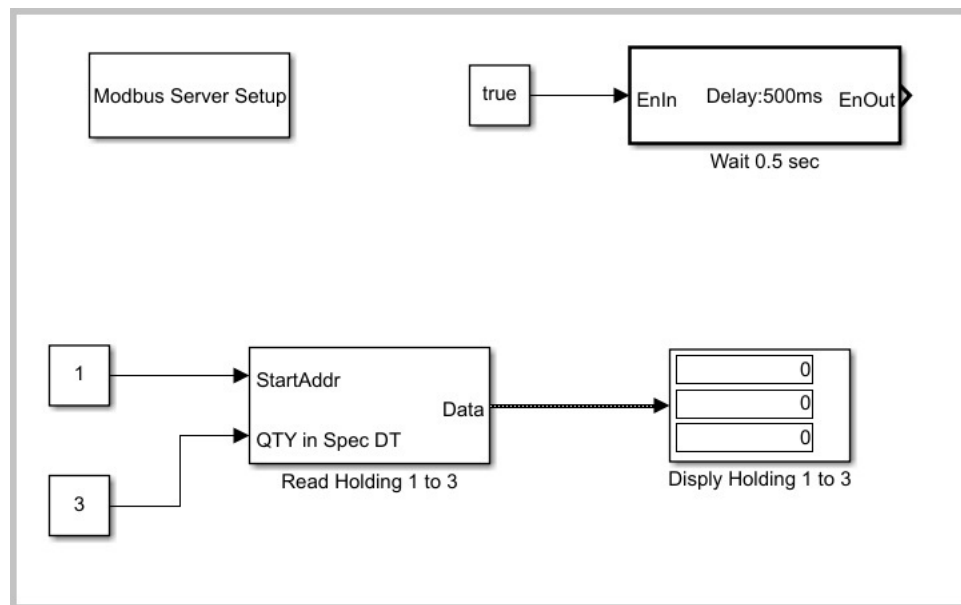 Modbus Server Setup
true
EnIn
Delay:500ms
EnOut
Wait 0.5 sec
1
StartAddr
Data
QTY in Spec DT
Read Holding 1 to 3
3
0
0
0
Disply Holding 1 to 3